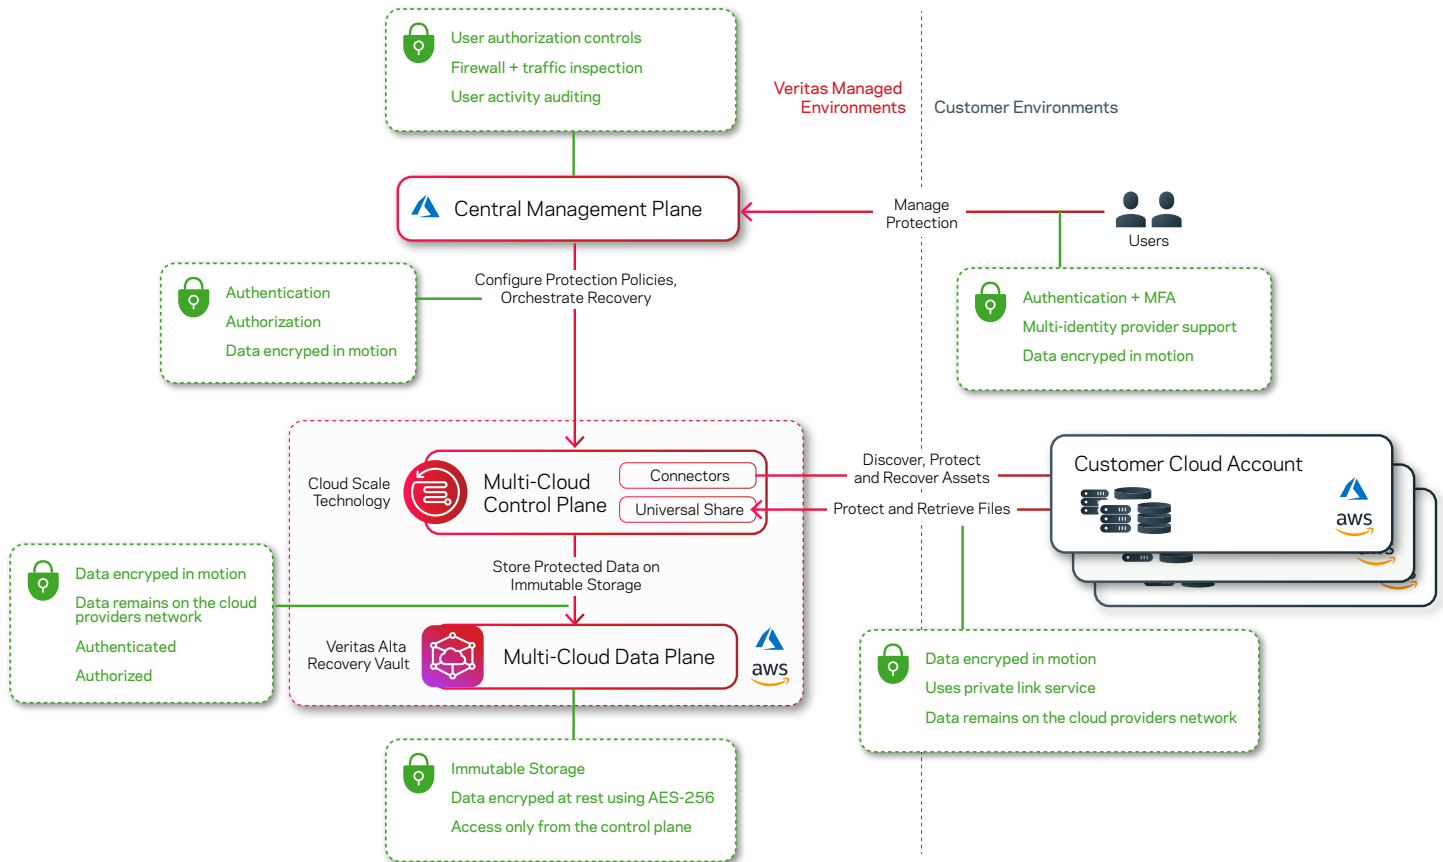 User authorization controls
Firewall + traffic inspection
User activity auditing
Veritas Managed
Environments
Customer Environments
Central Management Plane
Manage
Protection
Users
Configure Protection Policies,
Orchestrate Recovery
Authentication
Authorization
Data encryped in motion
Authentication + MFA
Multi-identity provider support
Data encryped in motion
Cloud Scale
Technology
Multi-Cloud
Control Plane
Connectors
Universal Share
Discover, Protect
and Recover Assets
Protect and Retrieve Files
Customer Cloud Account
aws
Store Protected Data on
Immutable Storage
Data encryped in motion
Data remains on the cloud
providers network
Authenticated
Authorized
Veritas Alta
Recovery Vault
Multi-Cloud Data Plane
aws
Data encryped in motion
Uses private link service
Data remains on the cloud providers network
Immutable Storage
Data encryped at rest using AES-256
Access only from the control plane